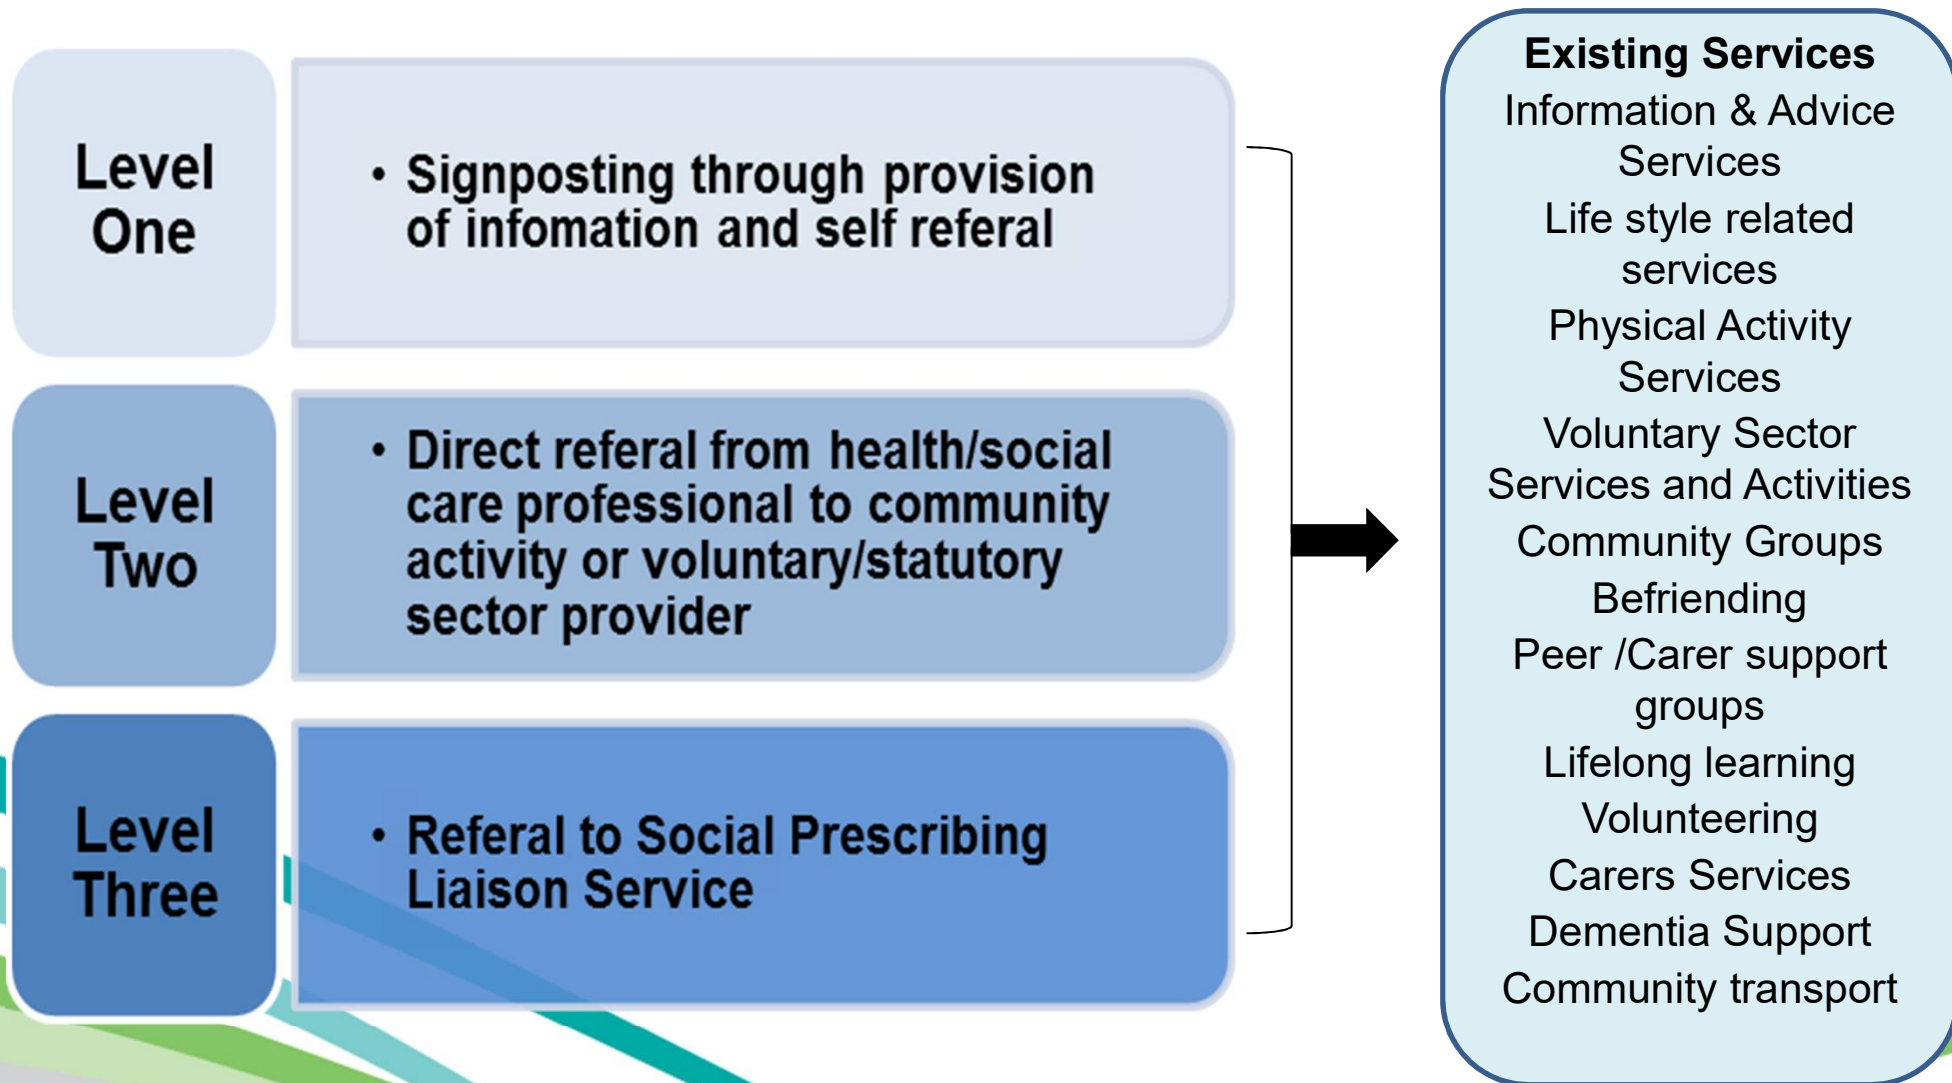 Level
One
• Signposting through provision
of infomation and self referal
Level
Two
• Direct referal from health/social
care professional to community
activity or voluntary/statutory
sector provider
Level
Three
• Referal to Social Prescribing
Liaison Service
Existing Services
Information & Advice
Services
Life style related
services
Physical Activity
Services
Voluntary Sector
Services and Activities
Community Groups
Befriending
Peer /Carer support
groups
Lifelong learning
Volunteering
Carers Services
Dementia Support
Community transport